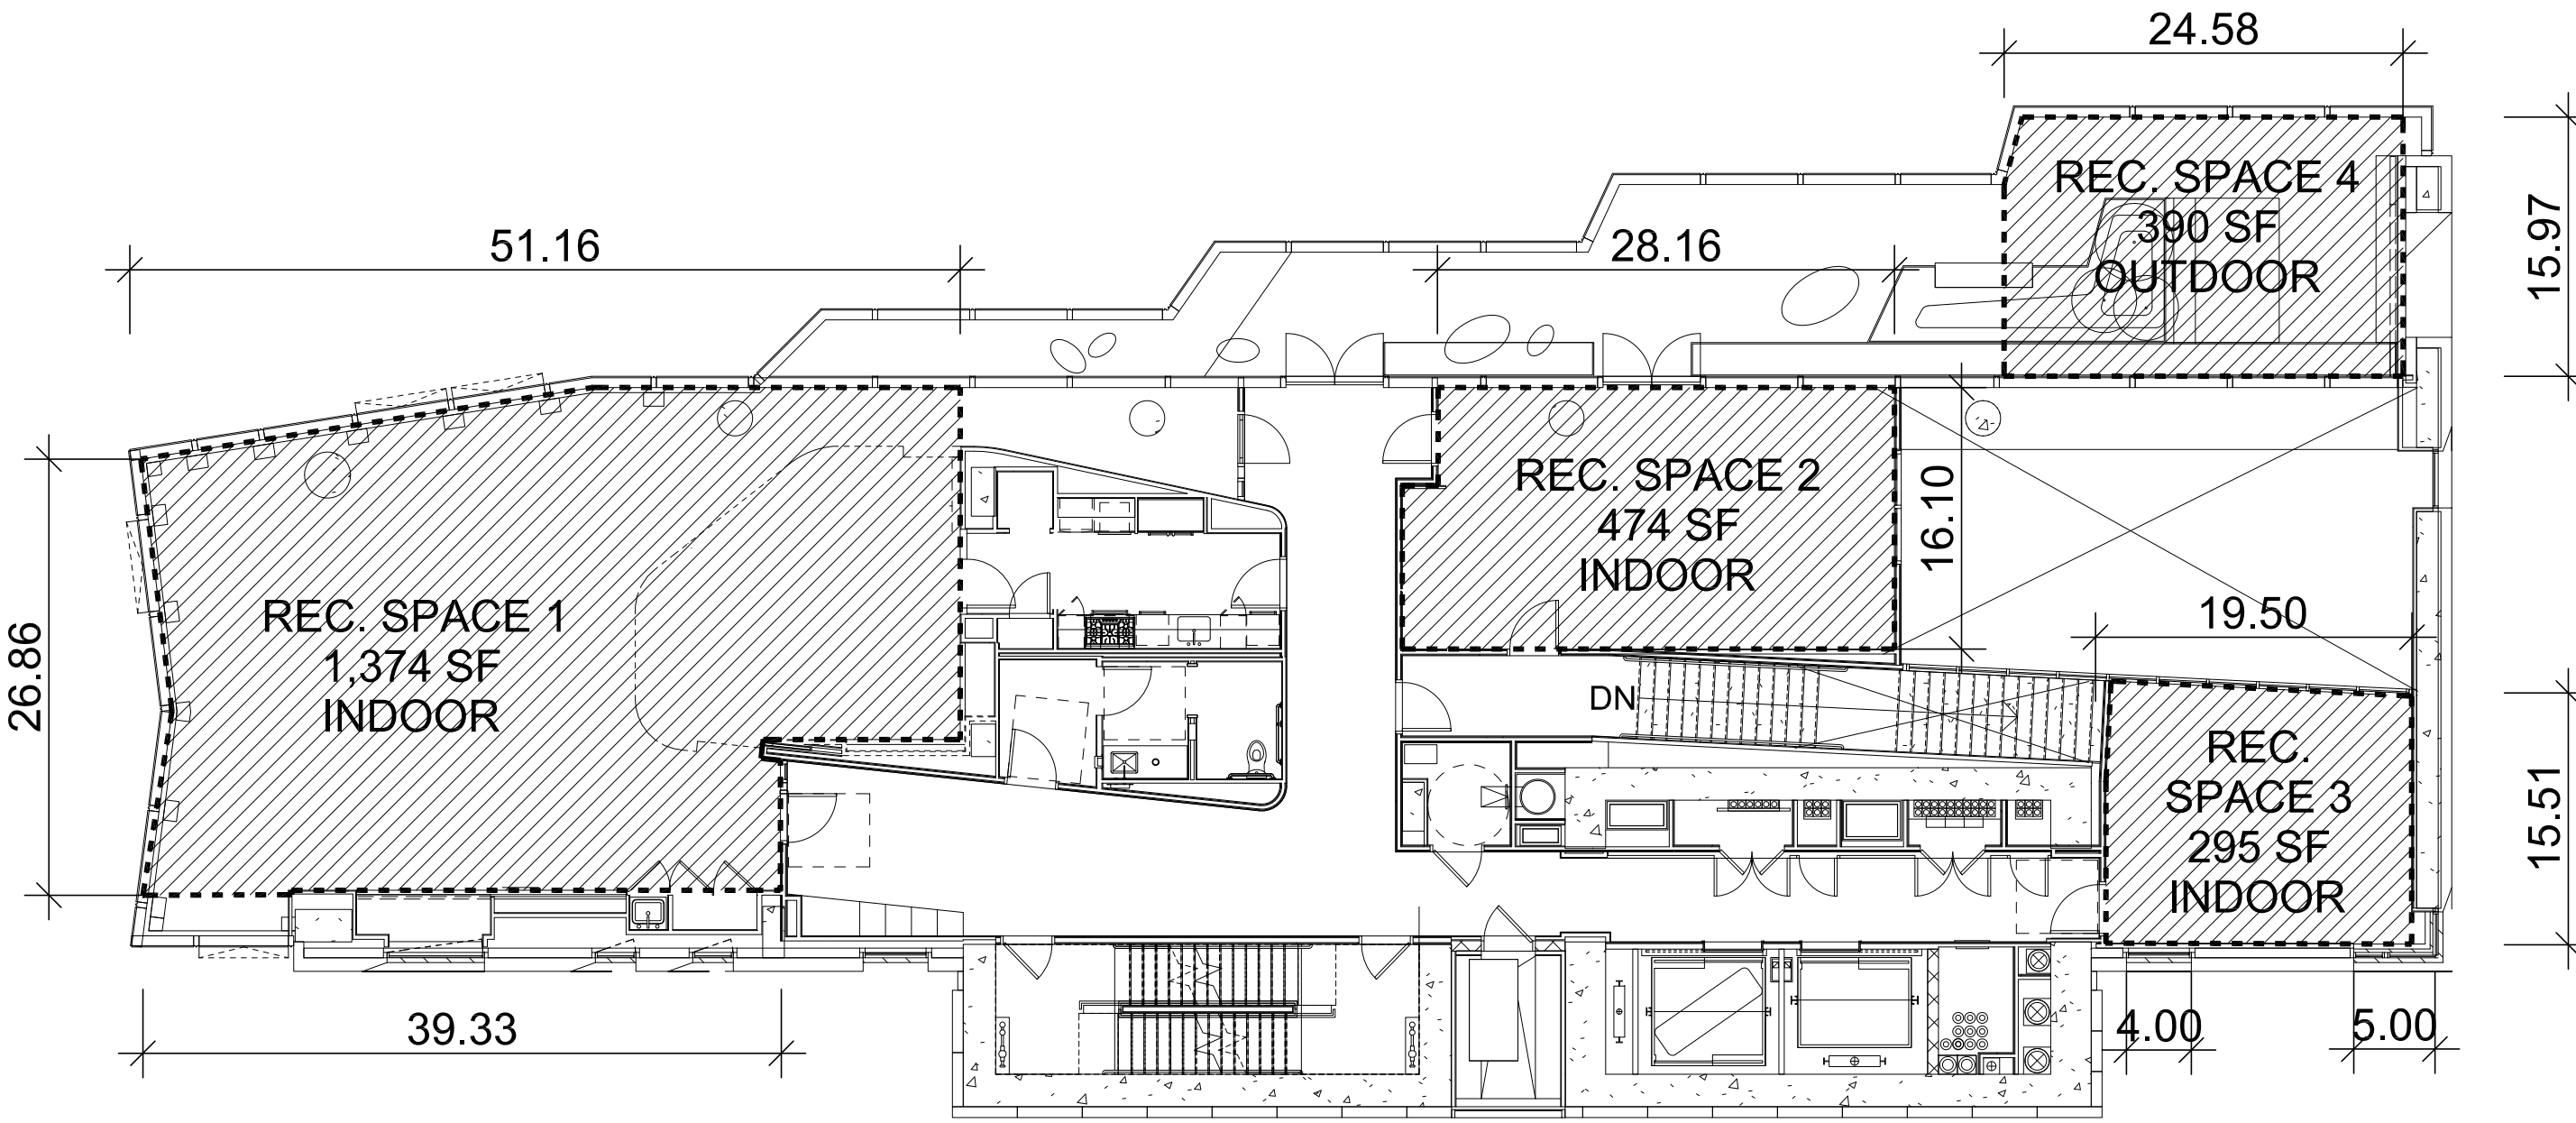 24.58
REC. SPACE 4
390 SF
OUTDOOR
15.97
51.16
28.16
REC. SPACE 2
474 SF
INDOOR
16.10
19.50
26.86
REC. SPACE 1
1,374 SF
INDOOR
DN
REC.
SPACE 3
295 SF
INDOOR
15.51
39.33
4.00
5.00